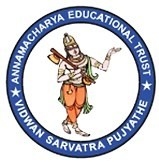 ANNAMACHARYA EDUCATIONAL TRUST
VIDWAN SARVATRA PUJYATHE